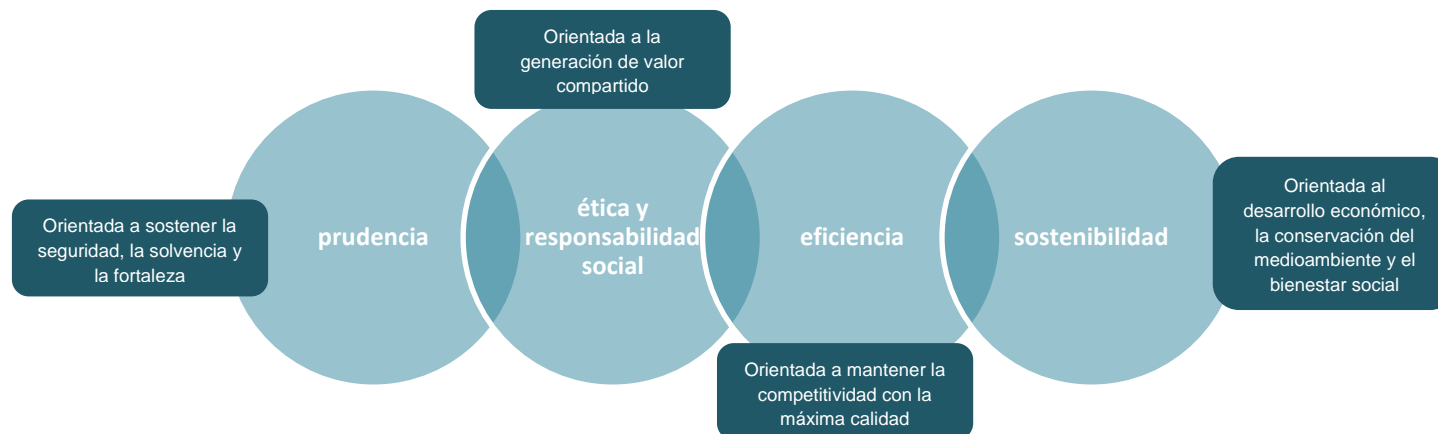 Orientada a la
generación de valor
compartido
Orientada a sostener la
seguridad, la solvencia y
la fortaleza
prudencia
ética y
responsabilidad
social
eficiencia
sostenibilidad
Orientada al
desarrollo económico,
la conservación del
medioambiente y el
bienestar social
Orientada a mantener la
competitividad con la
máxima calidad